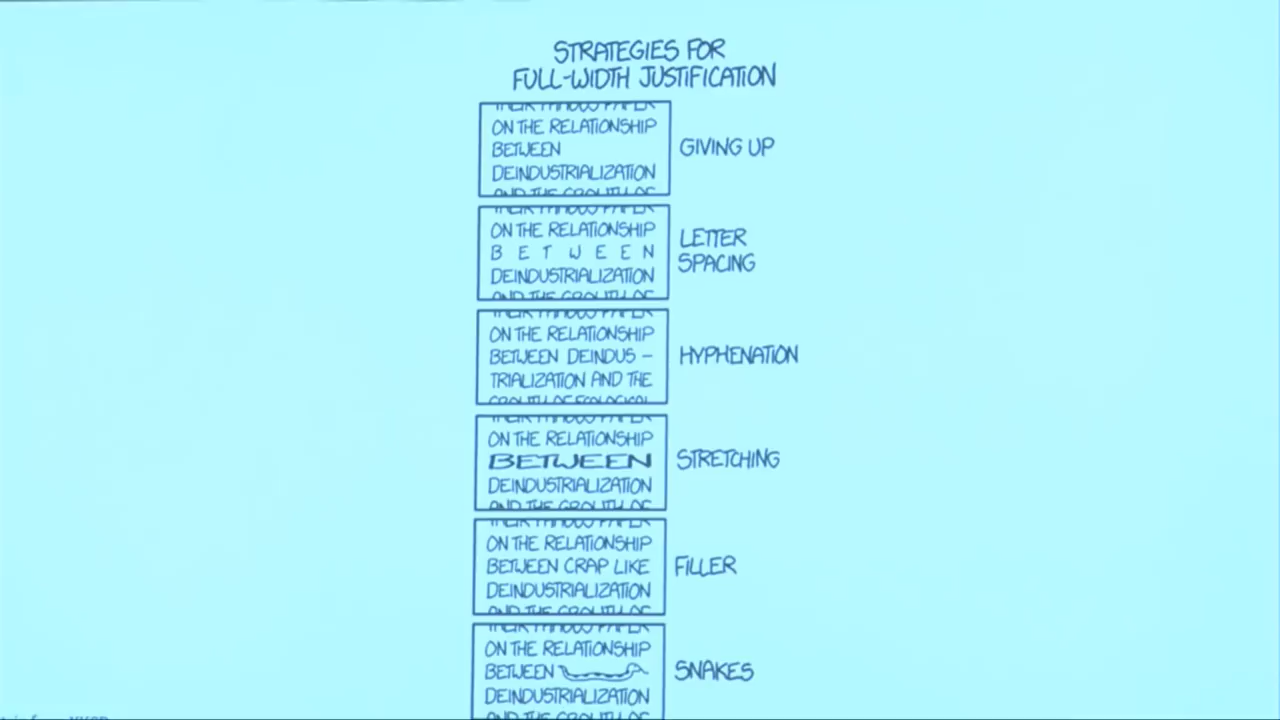 STRATEGIES FOR
FULL-WIDTH JUSTIFICATION
ON THE RELATIONSHIP
BETWEEN
DEINDUSTRIALIZATION
GIVING UP
ON THE RELATIONSHIP
B E T W E E N
DEINDUSTRIALIZATION
LETTER
SPACING
ON THE RELATIONSHIP
BETWEEN DEINDUS –
TRIALIZATION AND THE
HYPHENATION
ON THE RELATIONSHIP
BETWEEN
DEINDUSTRIALIZATION
STRETCHING
ON THE RELATIONSHIP
BETWEEN CRAP LIKE
DEINDUSTRIALIZATION
FILLER
ON THE RELATIONSHIP
BETWEEN
DEINDUSTRIALIZATION
SNAKES